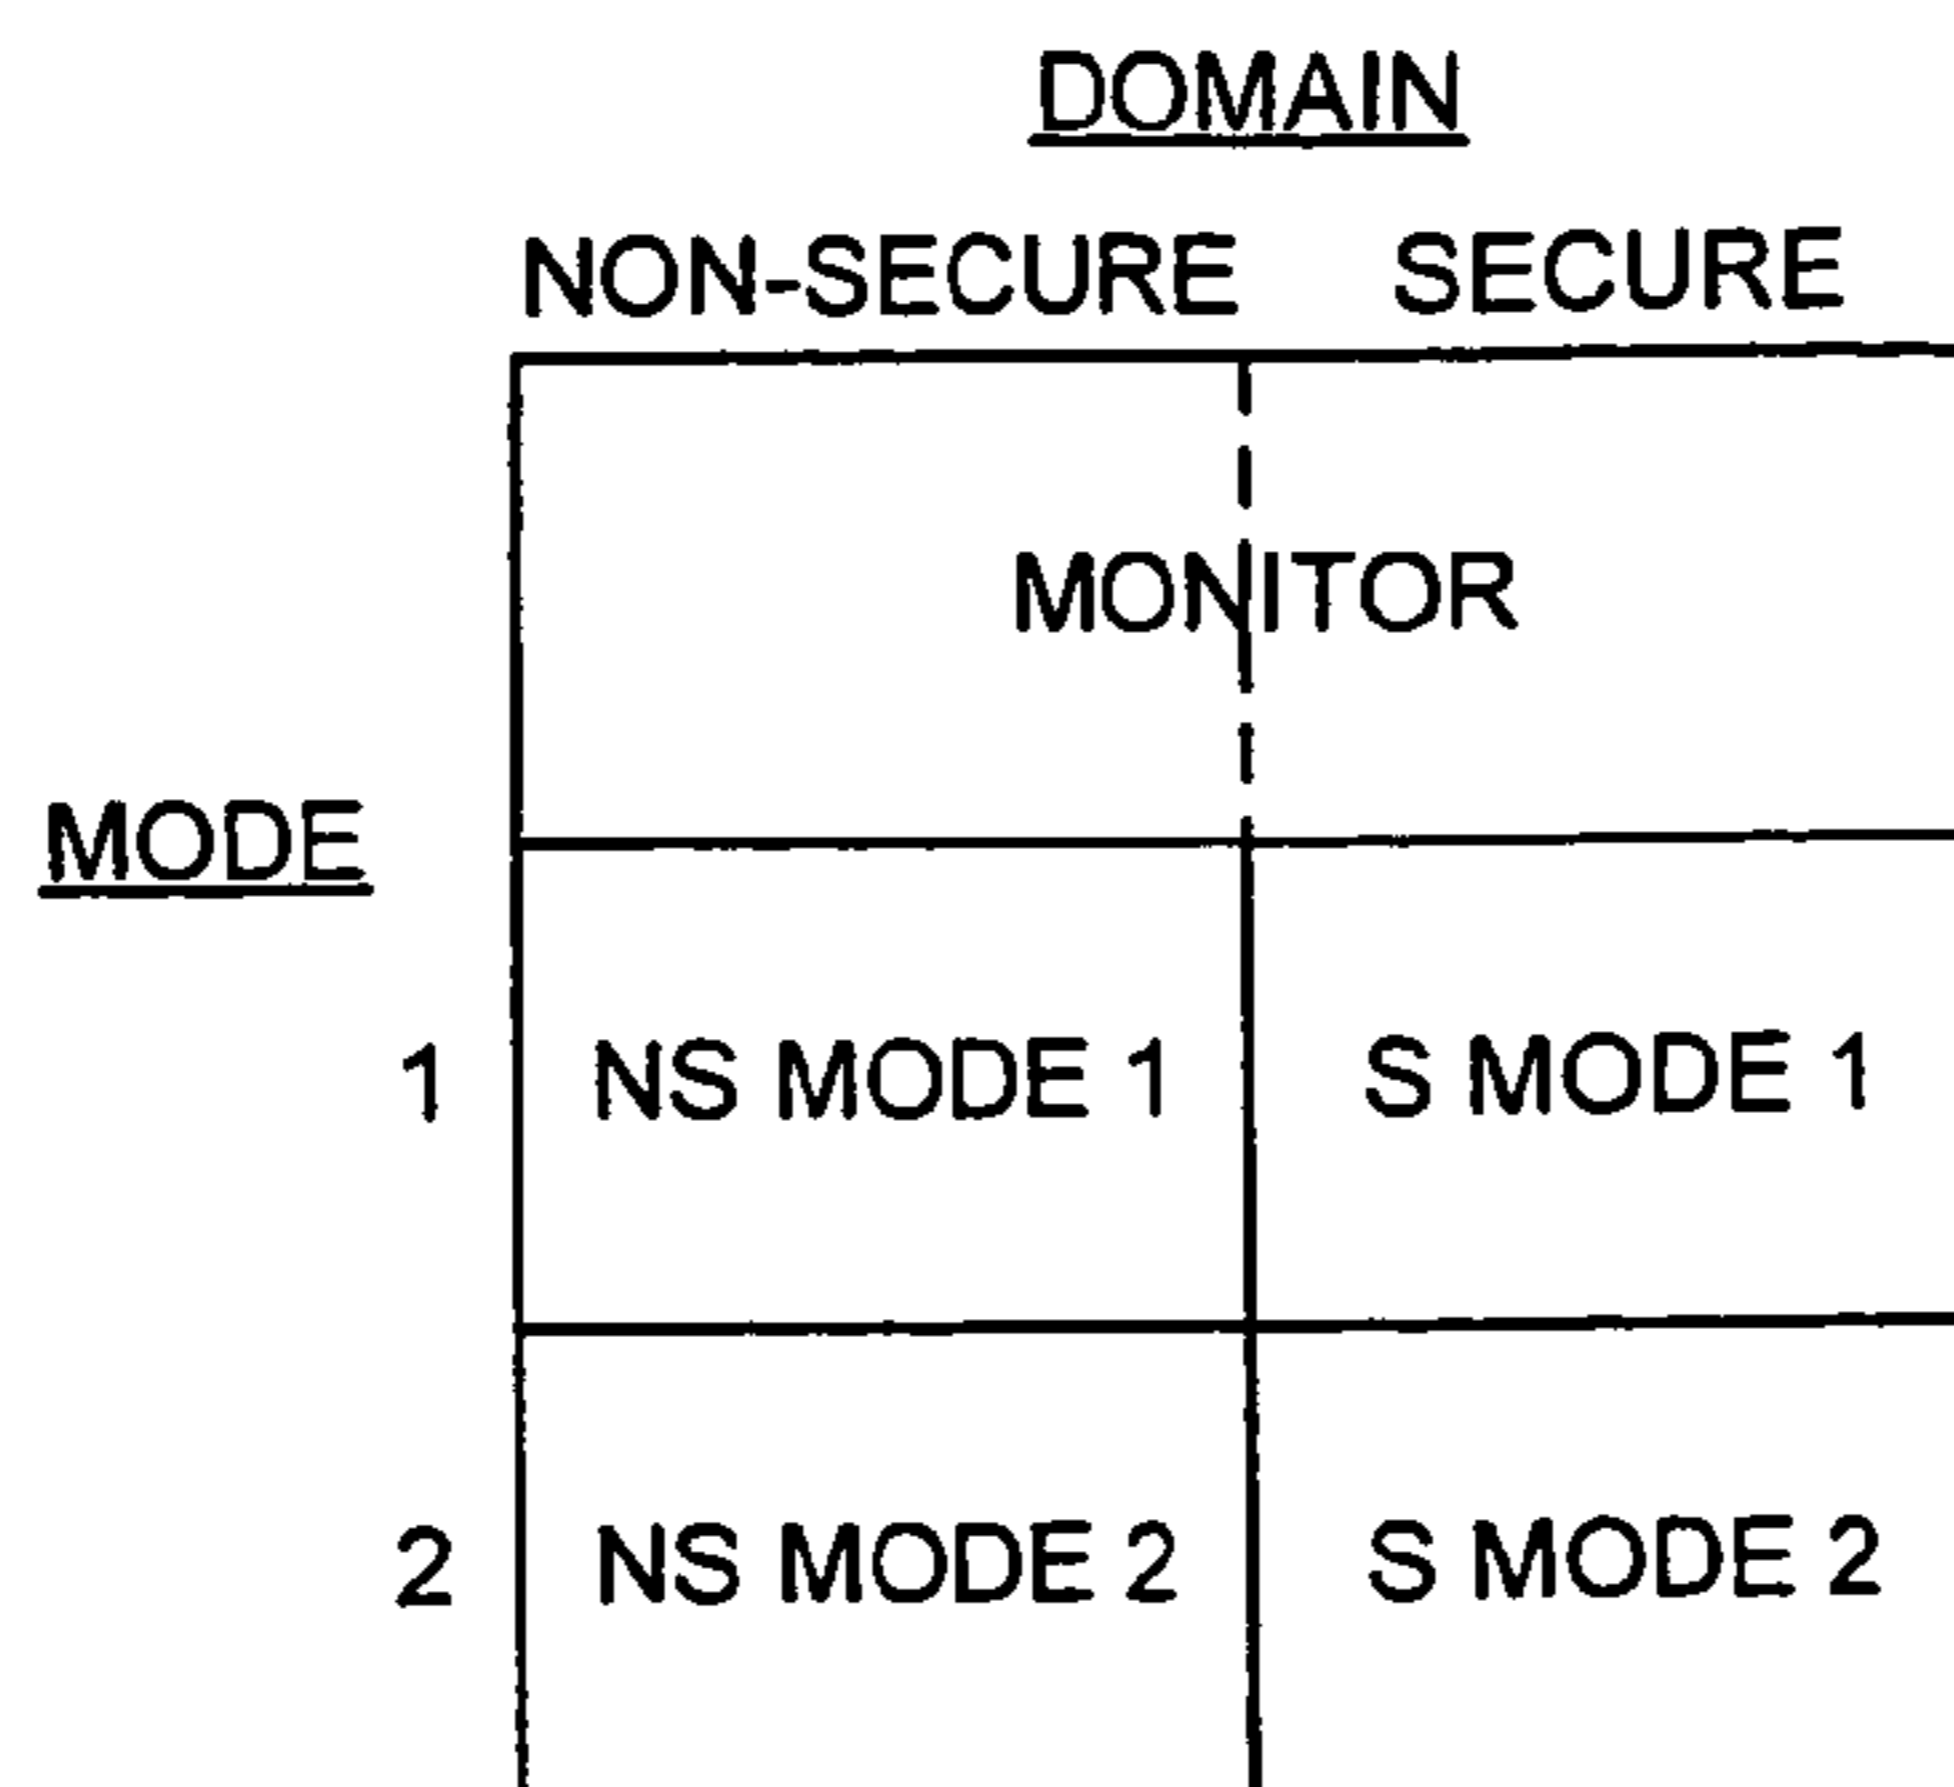 DOMAIN
NON-SECURE SECURE
MONITOR
MODE
1 NS MODE 1 S MODE 1
2 NS MODE 2 S MODE 2